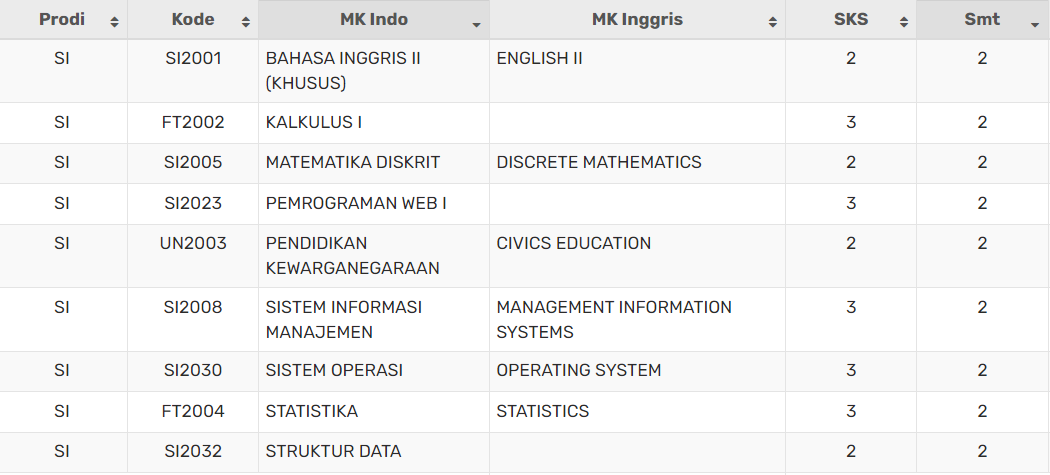 Prodi Kode MK Indo MK Inggris SKS Smt
SI SI2001 BAHASA INGGRIS II ENGLISH II 2 2
(KHUSUS)
SI FT2002 KALKULUS I 3 2
SI SI2005 MATEMATIKA DISKRIT DISCRETE MATHEMATICS 2 2
SI SI2023 PEMROGRAMAN WEB I 3 2
SI UN2003 PENDIDIKAN CIVICS EDUCATION 2 2
KEWARGANEGARAAN
SI SI2008 SISTEM INFORMASI MANAGEMENT INFORMATION 3 2
MANAJEMEN SYSTEMS
SI SI2030 SISTEM OPERASI OPERATING SYSTEM 3 2
SI FT2004 STATISTIKA STATISTICS 3 2
SI SI2032 STRUKTUR DATA 2 2